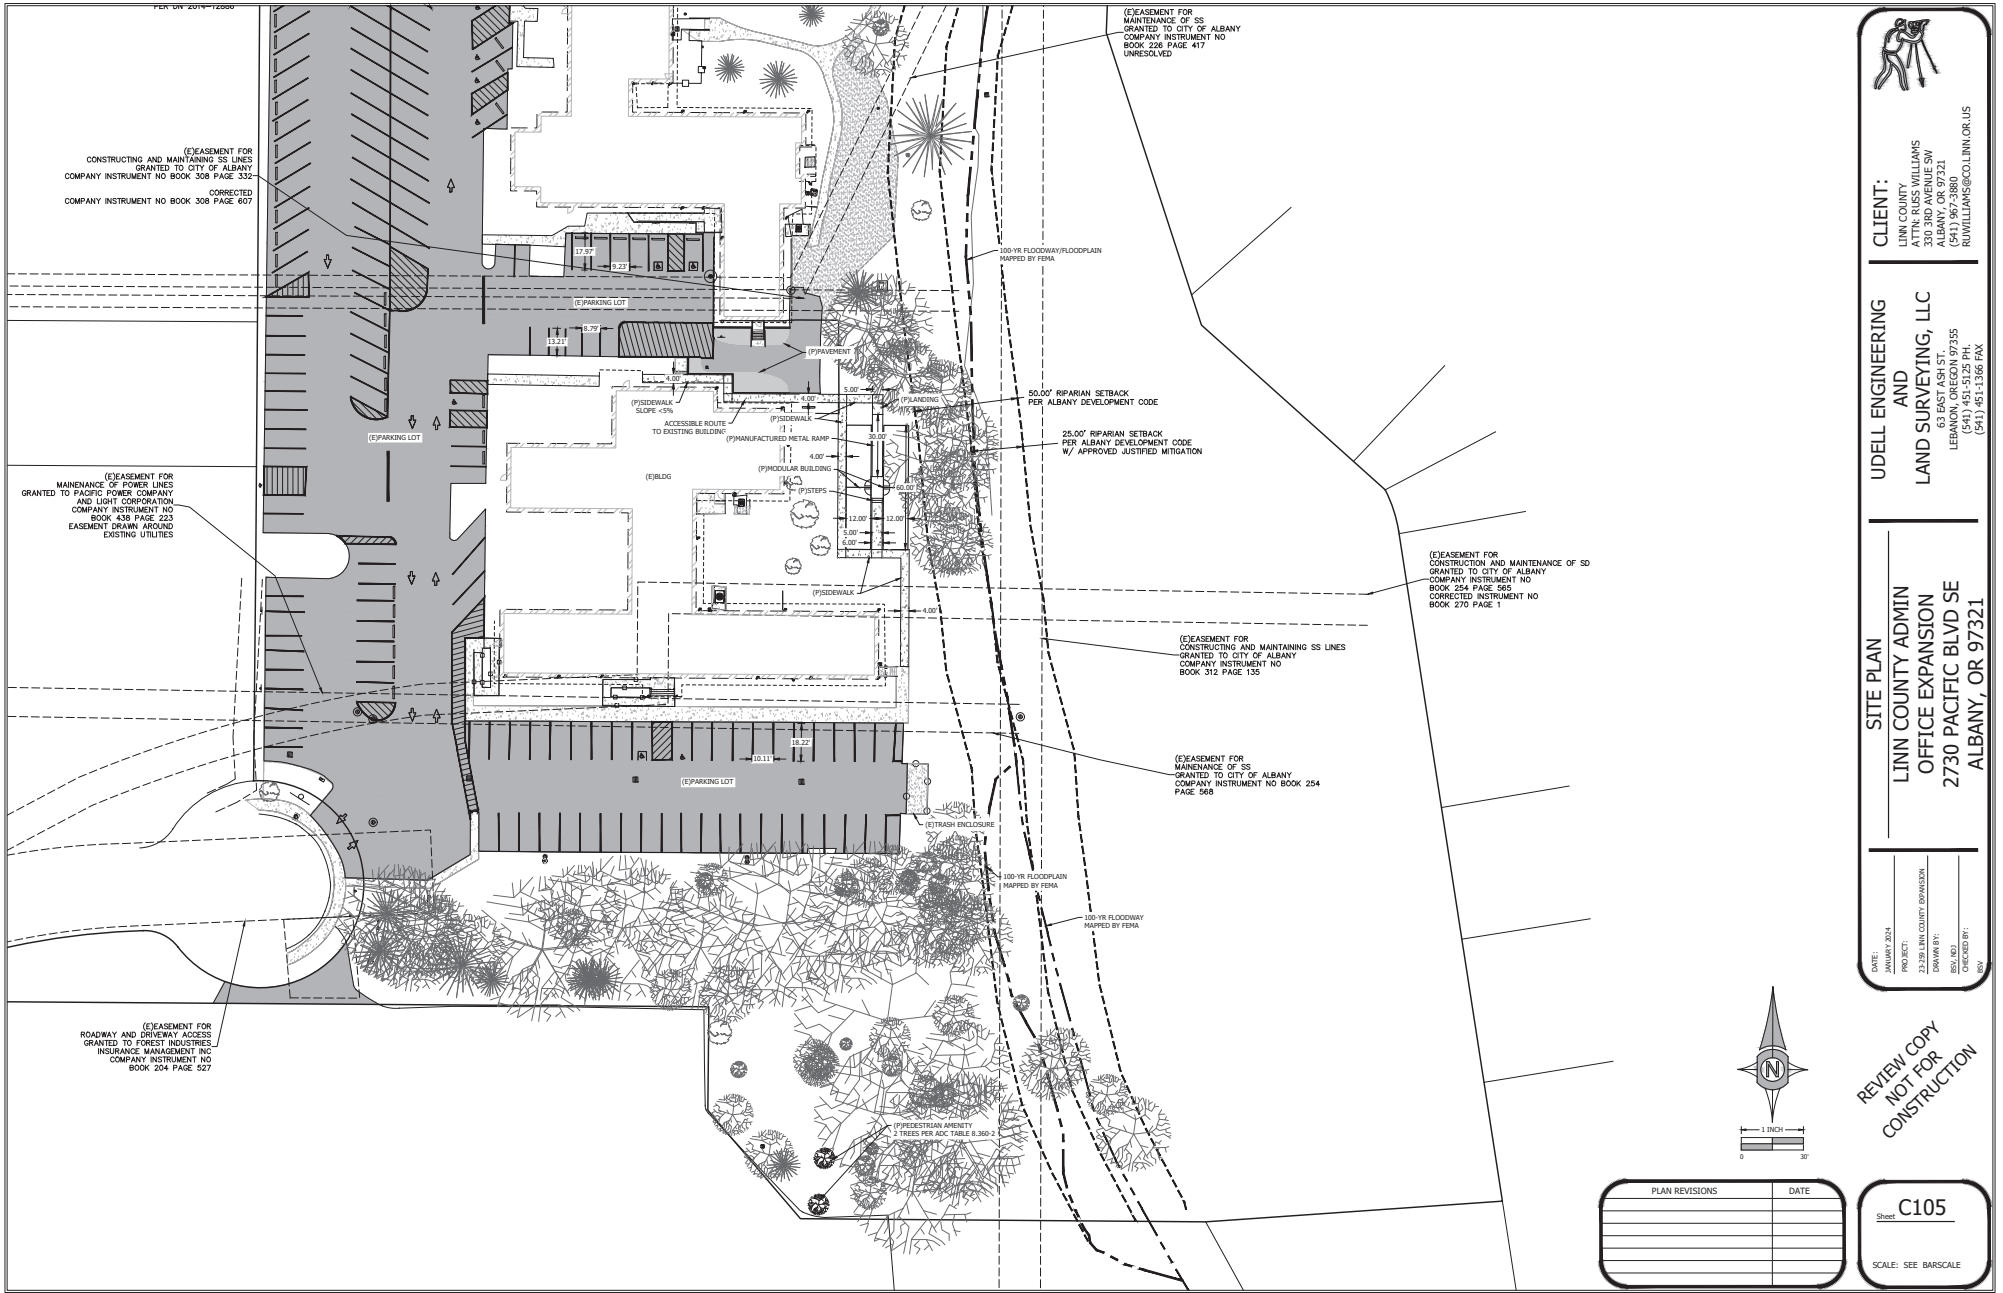 PER DN 2014-12886
(E)EASEMENT FOR
MAINTENANCE OF SS
GRANTED TO CITY OF ALBANY
COMPANY INSTRUMENT NO
BOOK 226 PAGE 417
UNRESOLVED
(E)EASEMENT FOR
CONSTRUCTING AND MAINTAINING SS LINES
GRANTED TO CITY OF ALBANY
COMPANY INSTRUMENT NO BOOK 308 PAGE 332
CORRECTED
COMPANY INSTRUMENT NO BOOK 308 PAGE 607
17.97'
9.23'
100-YR FLOODWAY/FLOODPLAIN
MAPPED BY FEMA
(E)PARKING LOT
8.79'
13.21'
(P)PAVEMENT
4.00'
5.00'
4.00'
(P)LANDING
(P)SIDEWALK
SLOPE <5%
(P)SIDEWALK
ACCESSIBLE ROUTE
TO EXISTING BUILDING
(P)MANUFACTURED METAL RAMP
30.00'
4.00'
(P)MODULAR BUILDING
(P)STEPS
60.00'
12.00'
12.00'
5.00'
6.00'
50.00' RIPARIAN SETBACK
PER ALBANY DEVELOPMENT CODE
25.00' RIPARIAN SETBACK
PER ALBANY DEVELOPMENT CODE
W/ APPROVED JUSTIFIED MITIGATION
(E)PARKING LOT
(E)BLDG
(E)EASEMENT FOR
MAINENANCE OF POWER LINES
GRANTED TO PACIFIC POWER COMPANY
AND LIGHT CORPORATION
COMPANY INSTRUMENT NO
BOOK 438 PAGE 223
EASEMENT DRAWN AROUND
EXISTING UTILITIES
(P)SIDEWALK
4.00'
(E)EASEMENT FOR
CONSTRUCTION AND MAINTENANCE OF SD
GRANTED TO CITY OF ALBANY
COMPANY INSTRUMENT NO
BOOK 254 PAGE 565
CORRECTED INSTRUMENT NO
BOOK 270 PAGE 1
(E)EASEMENT FOR
CONSTRUCTING AND MAINTAINING SS LINES
GRANTED TO CITY OF ALBANY
COMPANY INSTRUMENT NO
BOOK 312 PAGE 135
18.22'
10.11'
(E)PARKING LOT
(E)EASEMENT FOR
MAINENANCE OF SS
GRANTED TO CITY OF ALBANY
COMPANY INSTRUMENT NO BOOK 254
PAGE 568
(E)TRASH ENCLOSURE
100-YR FLOODPLAIN
MAPPED BY FEMA
100-YR FLOODWAY
MAPPED BY FEMA
(E)EASEMENT FOR
ROADWAY AND DRIVEWAY ACCESS
GRANTED TO FOREST INDUSTRIES
INSURANCE MANAGEMENT INC
COMPANY INSTRUMENT NO
BOOK 204 PAGE 527
(P)PEDESTRIAN AMENITY
2 TREES PER ADC TABLE 8.360-2
CLIENT:
LINN COUNTY
ATTN: RUSS WILLIAMS
330 3RD AVENUE SW
ALBANY, OR 97321
(541) 967-3880
RUWILLIAMS@CO.LINN.OR.US
UDELL ENGINEERING
AND
LAND SURVEYING, LLC
63 EAST ASH ST.
LEBANON, OREGON 97355
(541) 451-5125 PH.
(541) 451-1366 FAX
SITE PLAN
LINN COUNTY ADMIN
OFFICE EXPANSION
2730 PACIFIC BLVD SE
ALBANY, OR 97321
DATE:
JANUARY 2024
PROJECT:
23-259 LINN COUNTY EXPANSION
DRAWN BY:
BSV, NDJ
CHECKED BY:
BSV
N
1 INCH
0 30'
REVIEW COPY
NOT FOR
CONSTRUCTION
PLAN REVISIONS DATE
Sheet C105
SCALE: SEE BARSCALE